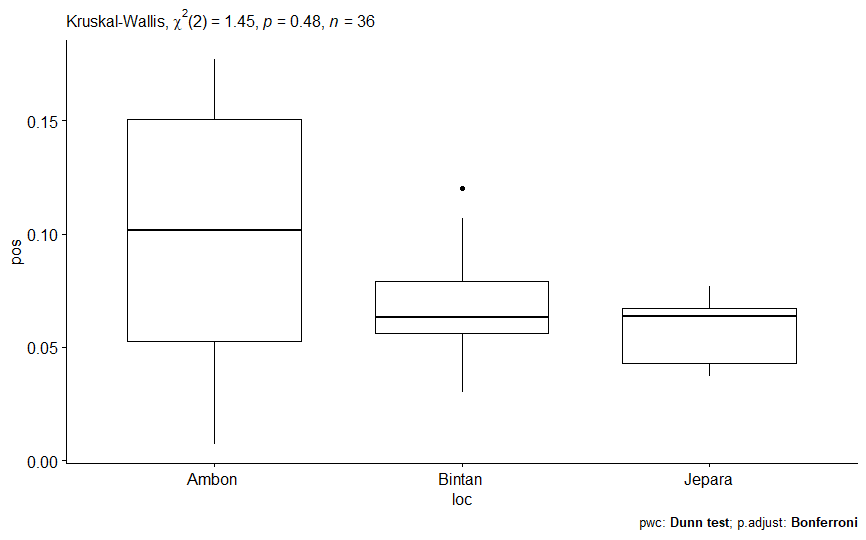 Kruskal-Wallis, χ²(2) = 1.45, p = 0.48, n = 36
0.15
0.10
0.05
0.00
pos
Ambon Bintan Jepara
loc
pwc: Dunn test; p.adjust: Bonferroni